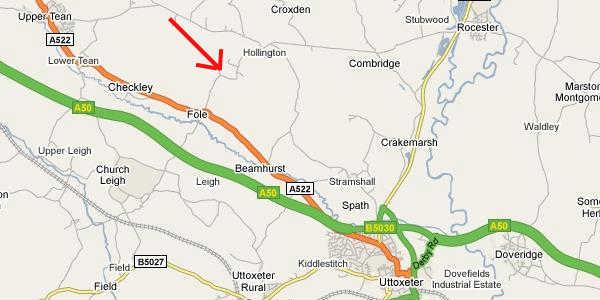 Croxden
Upper Tean
Stubwood
Rocester
A522
Hollington
Lower Tean
Combridge
Checkley
Marston
Montgome
A50
Fole
Waldley
Crakemarsh
Upper Leigh
Beamhurst
Church
Leigh
Leigh
Stramshall
A522
A50
Spath
Some
Herb
B5030
A50
Derby Rd
Doveridge
B5027
Kiddlestitch
Field
Field
Uttoxeter
Rural
Uttoxeter
Dovefields
Industrial Estate